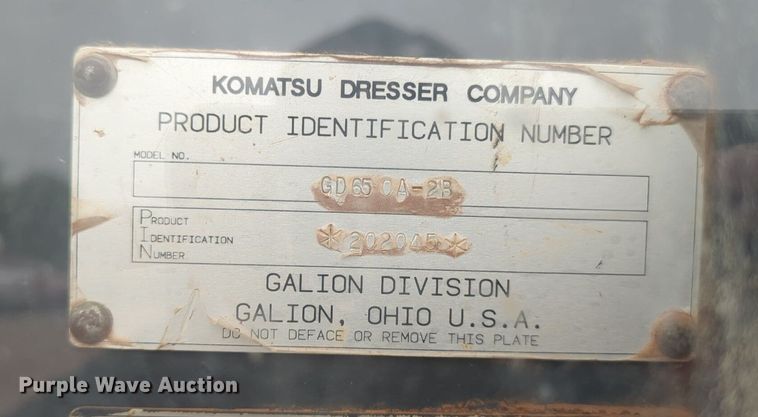 KOMATSU DRESSER COMPANY
PRODUCT IDENTIFICATION NUMBER
MODEL NO.
GD650A-2B
PRODUCT
IDENTIFICATION
NUMBER
*202045*
GALION DIVISION
GALION, OHIO U.S.A.
DO NOT DEFACE OR REMOVE THIS PLATE
Purple Wave Auction